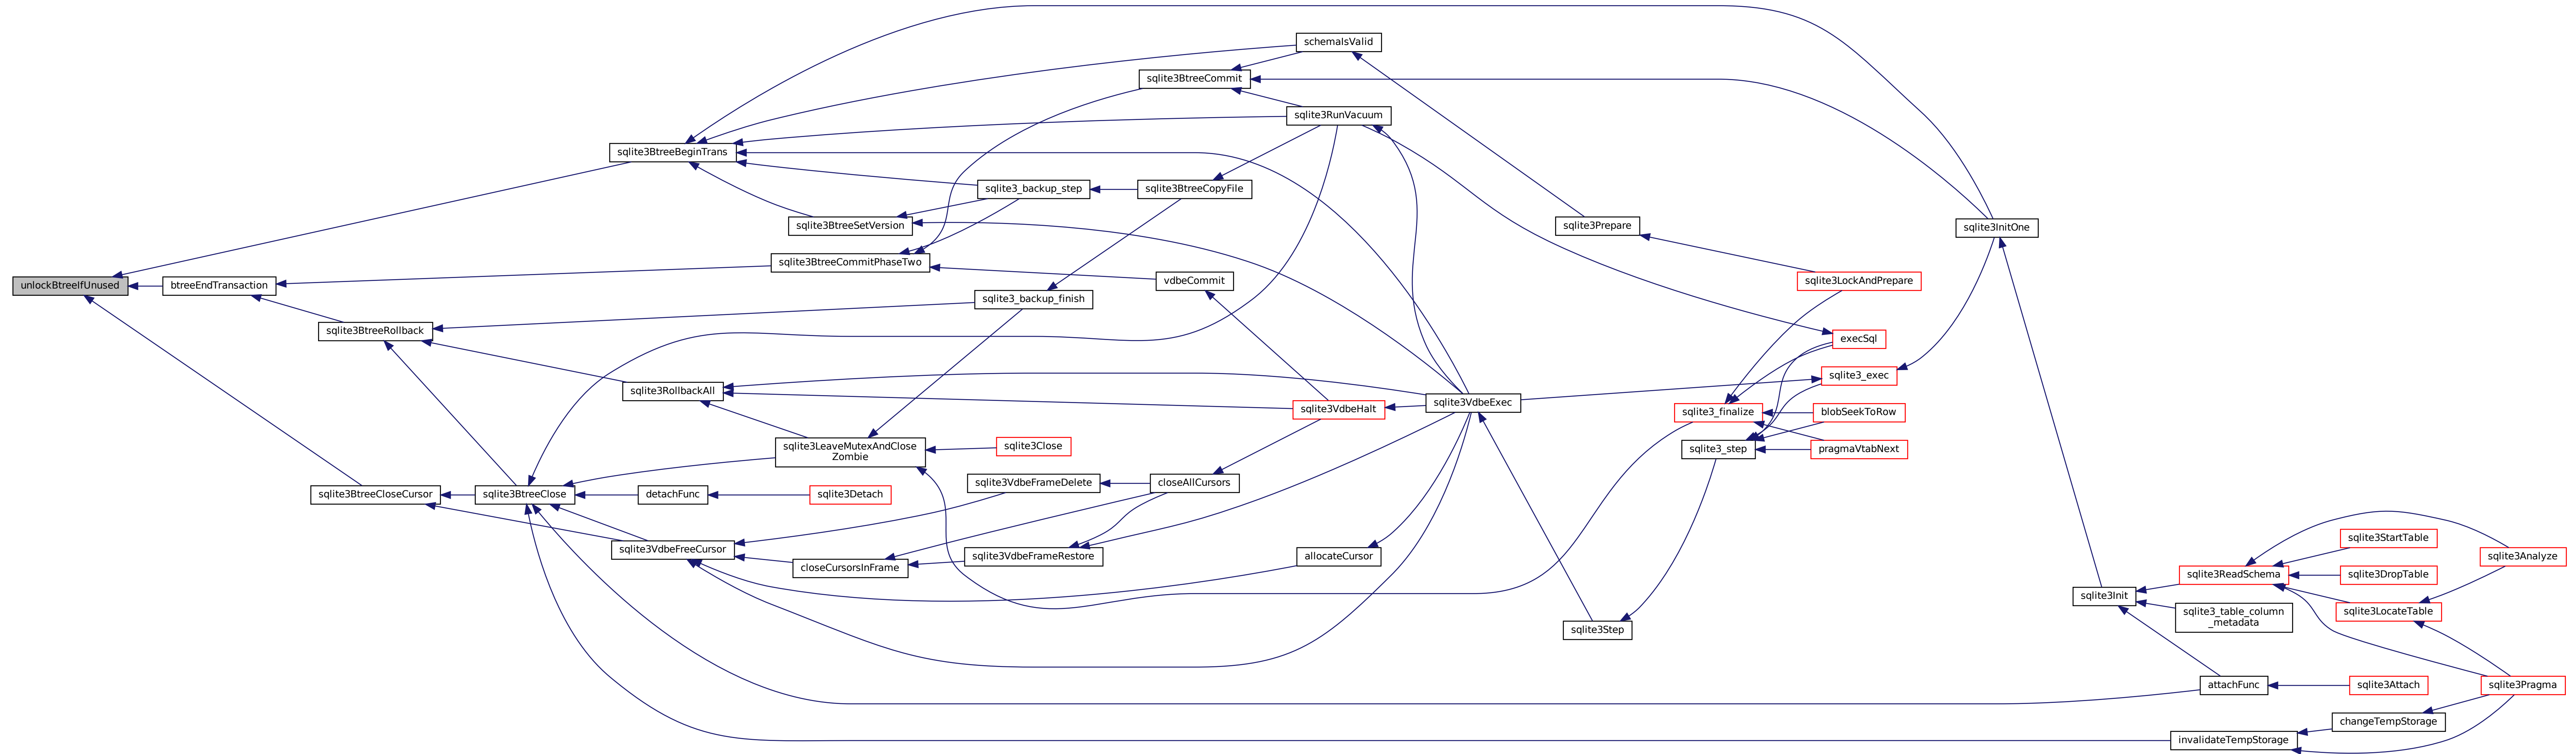 schemaIsValid
sqlite3BtreeCommit
sqlite3RunVacuum
sqlite3BtreeBeginTrans
sqlite3_backup_step
sqlite3BtreeCopyFile
sqlite3BtreeSetVersion
sqlite3Prepare
sqlite3InitOne
sqlite3BtreeCommitPhaseTwo
vdbeCommit
sqlite3LockAndPrepare
unlockBtreeIfUnused
btreeEndTransaction
sqlite3_backup_finish
sqlite3BtreeRollback
execSql
sqlite3_exec
sqlite3RollbackAll
sqlite3VdbeExec
sqlite3VdbeHalt
sqlite3_finalize
blobSeekToRow
sqlite3LeaveMutexAndClose
Zombie
sqlite3Close
sqlite3_step
pragmaVtabNext
sqlite3VdbeFrameDelete
closeAllCursors
sqlite3BtreeCloseCursor
sqlite3BtreeClose
detachFunc
sqlite3Detach
sqlite3StartTable
sqlite3VdbeFreeCursor
sqlite3VdbeFrameRestore
allocateCursor
sqlite3Analyze
closeCursorsInFrame
sqlite3ReadSchema
sqlite3DropTable
sqlite3Init
sqlite3_table_column
_metadata
sqlite3LocateTable
sqlite3Step
attachFunc
sqlite3Attach
sqlite3Pragma
changeTempStorage
invalidateTempStorage